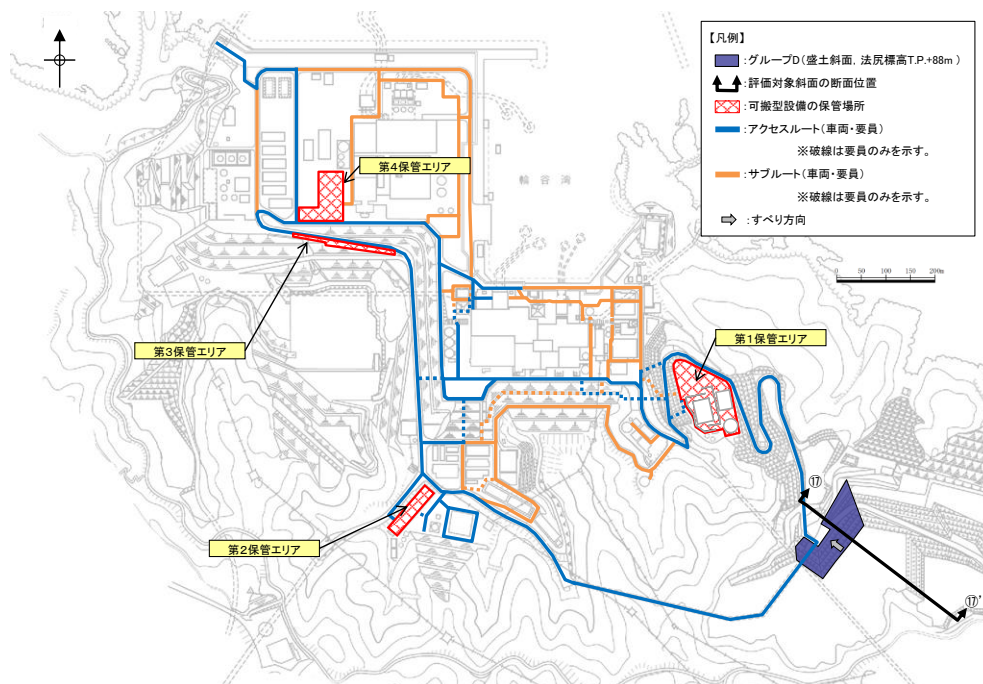 【凡例】
:グループD(盛土斜面, 法尻標高T.P.+88m )
:評価対象斜面の断面位置
:可搬型設備の保管場所
:アクセスルート(車両・要員)
※破線は要員のみを示す。
:サブルート(車両・要員)
※破線は要員のみを示す。
:すべり方向
0 50 100 150 200m
第4保管エリア
輪谷湾
第3保管エリア
第1保管エリア
第2保管エリア
⑰
⑰'